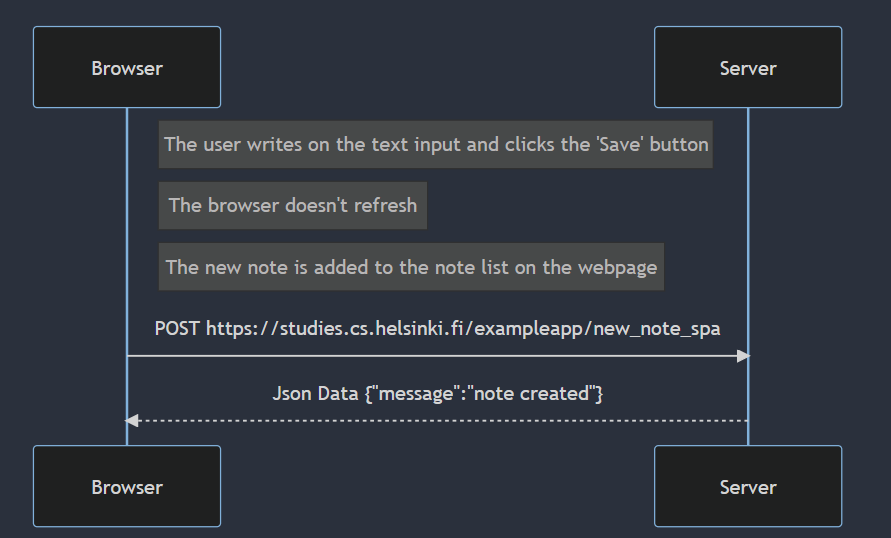 Browser
Server
The user writes on the text input and clicks the 'Save' button
The browser doesn't refresh
The new note is added to the note list on the webpage
POST https://studies.cs.helsinki.fi/exampleapp/new_note_spa
Json Data {"message":"note created"}
Browser
Server